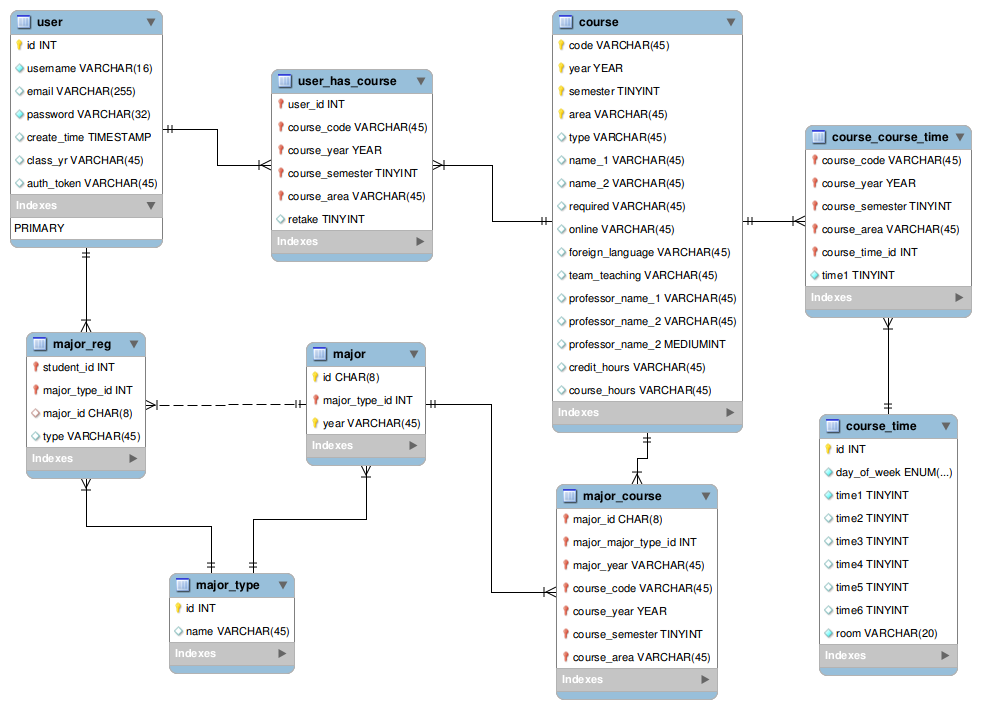 user
id INT
username VARCHAR(16)
email VARCHAR(255)
password VARCHAR(32)
create_time TIMESTAMP
class_yr VARCHAR(45)
auth_token VARCHAR(45)
Indexes
PRIMARY
user_has_course
user_id INT
course_code VARCHAR(45)
course_year YEAR
course_semester TINYINT
course_area VARCHAR(45)
retake TINYINT
Indexes
course
code VARCHAR(45)
year YEAR
semester TINYINT
area VARCHAR(45)
type VARCHAR(45)
name_1 VARCHAR(45)
name_2 VARCHAR(45)
required VARCHAR(45)
online VARCHAR(45)
foreign_language VARCHAR(45)
team_teaching VARCHAR(45)
professor_name_1 VARCHAR(45)
professor_name_2 VARCHAR(45)
professor_name_2 MEDIUMINT
credit_hours VARCHAR(45)
course_hours VARCHAR(45)
Indexes
course_course_time
course_code VARCHAR(45)
course_year YEAR
course_semester TINYINT
course_area VARCHAR(45)
course_time_id INT
time1 TINYINT
Indexes
major_reg
student_id INT
major_type_id INT
major_id CHAR(8)
type VARCHAR(45)
Indexes
major
id CHAR(8)
major_type_id INT
year VARCHAR(45)
Indexes
course_time
id INT
day_of_week ENUM(...)
time1 TINYINT
time2 TINYINT
time3 TINYINT
time4 TINYINT
time5 TINYINT
time6 TINYINT
room VARCHAR(20)
Indexes
major_course
major_id CHAR(8)
major_major_type_id INT
major_year VARCHAR(45)
course_code VARCHAR(45)
course_year YEAR
course_semester TINYINT
course_area VARCHAR(45)
Indexes
major_type
id INT
name VARCHAR(45)
Indexes